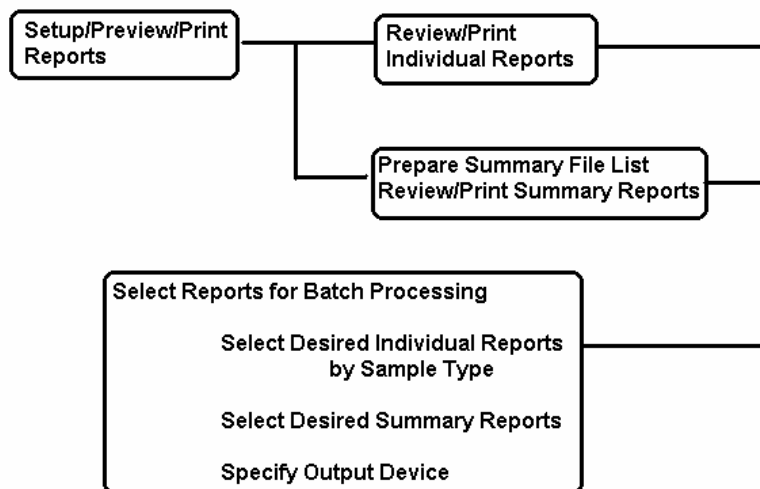 Setup/Preview/Print
Reports
Review/Print
Individual Reports
Prepare Summary File List
Review/Print Summary Reports
Select Reports for Batch Processing
Select Desired Individual Reports
by Sample Type
Select Desired Summary Reports
Specify Output Device